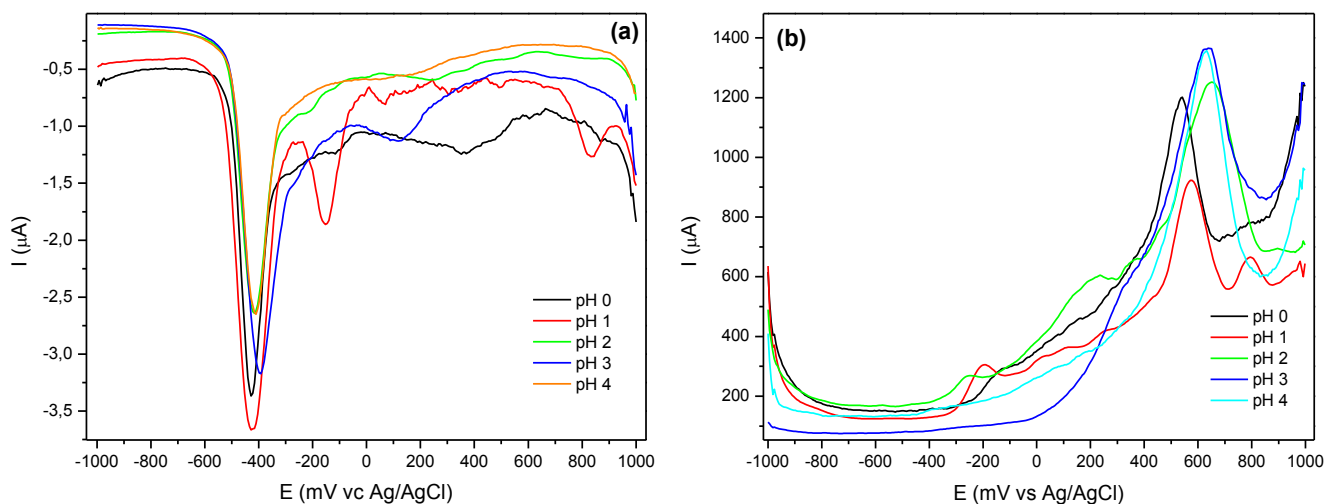 (a)
I (µA)
-0,5
-1,0
-1,5
-2,0
-2,5
-3,0
-3,5
pH 0
pH 1
pH 2
pH 3
pH 4
-1000 -800 -600 -400 -200 0 200 400 600 800 1000
E (mV vc Ag/AgCl)
(b)
I (µA)
1400
1200
1000
800
600
400
200
pH 0
pH 1
pH 2
pH 3
pH 4
-1000 -800 -600 -400 -200 0 200 400 600 800 1000
E (mV vs Ag/AgCl)